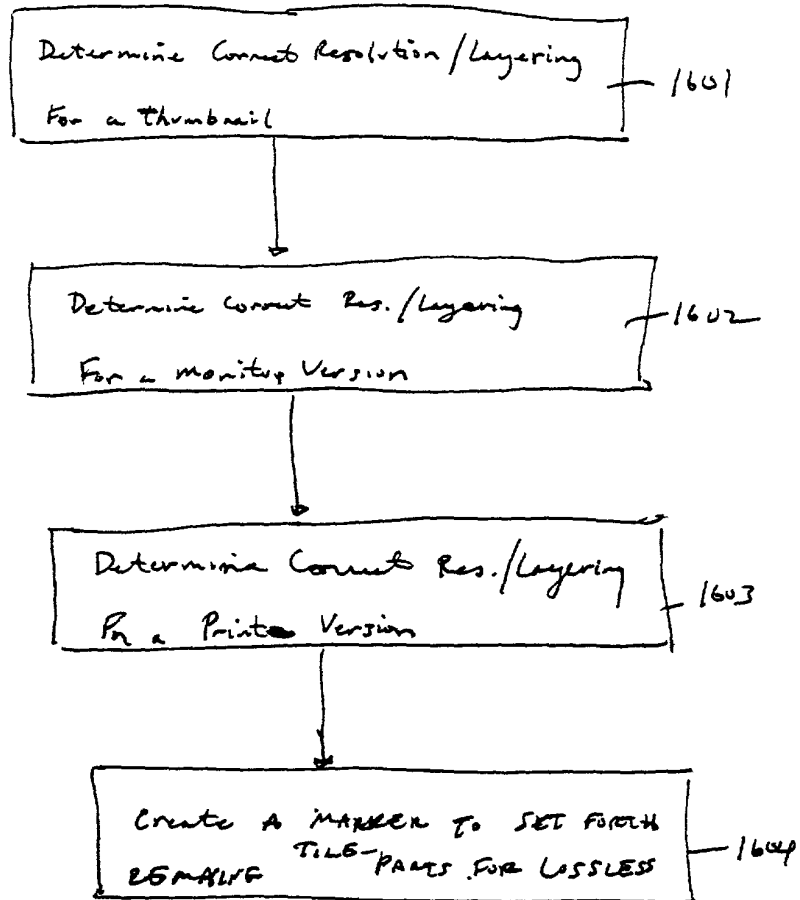 Determine Correct Resolution/Layering
For a thumbnail
1601
Determine Correct Res./Layering
For a Monitor Version
1602
Determine Correct Res./Layering
For a Print Version
1603
Create A MARKER TO SET FORTH
REMAINING TILE-PARTS FOR LOSSLESS
1604